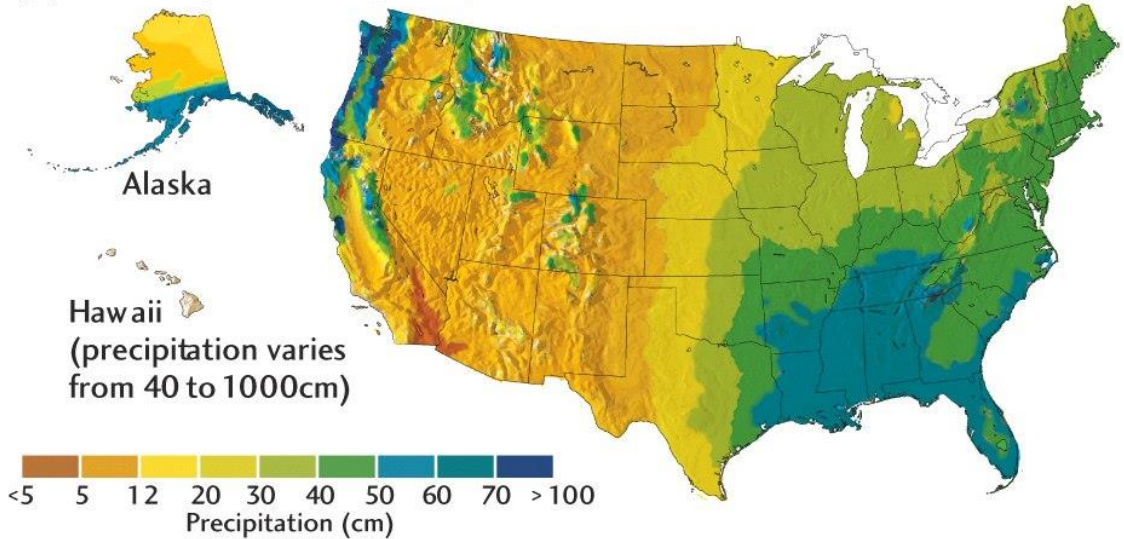 Alaska
Hawaii
(precipitation varies
from 40 to 1000cm)
<5 5 12 20 30 40 50 60 70 >100
Precipitation (cm)